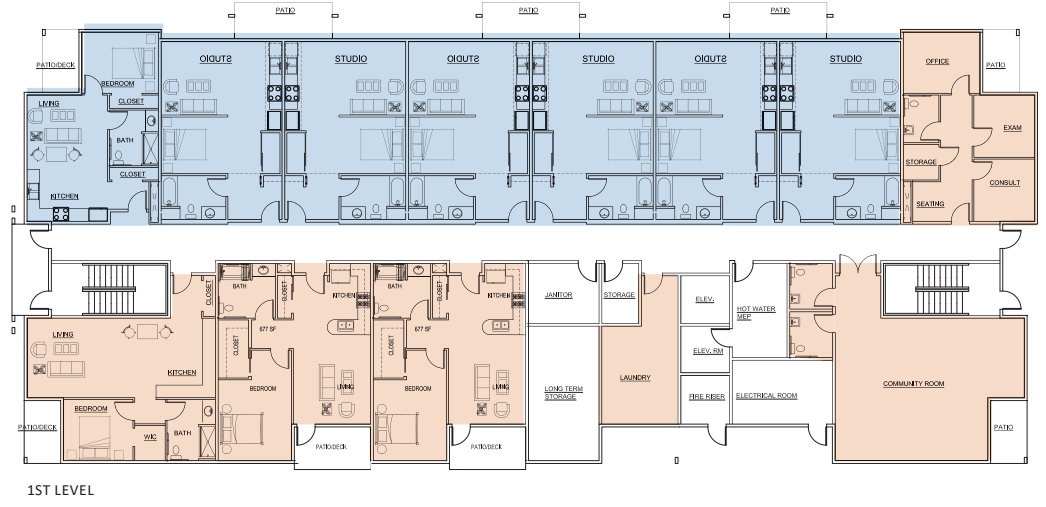 PATIO
PATIO
PATIO
PATIO/DECK
BEDROOM
CLOSET
LIVING
BATH
CLOSET
KITCHEN
STUDIO
STUDIO
STUDIO
STUDIO
STUDIO
STUDIO
OFFICE
PATIO
EXAM
STORAGE
CONSULT
SEATING
CLOSET
LIVING
KITCHEN
BEDROOM
PATIO/DECK
WIC
BATH
BATH
CLOSET
KITCHEN
677 SF
CLOSET
BEDROOM
LIVING
PATIO/DECK
BATH
CLOSET
KITCHEN
677 SF
CLOSET
BEDROOM
LIVING
PATIO/DECK
JANITOR
STORAGE
LONG TERM
STORAGE
LAUNDRY
ELEV.
ELEV. RM
FIRE RISER
HOT WATER
MEP
ELECTRICAL ROOM
COMMUNITY ROOM
PATIO
1ST LEVEL